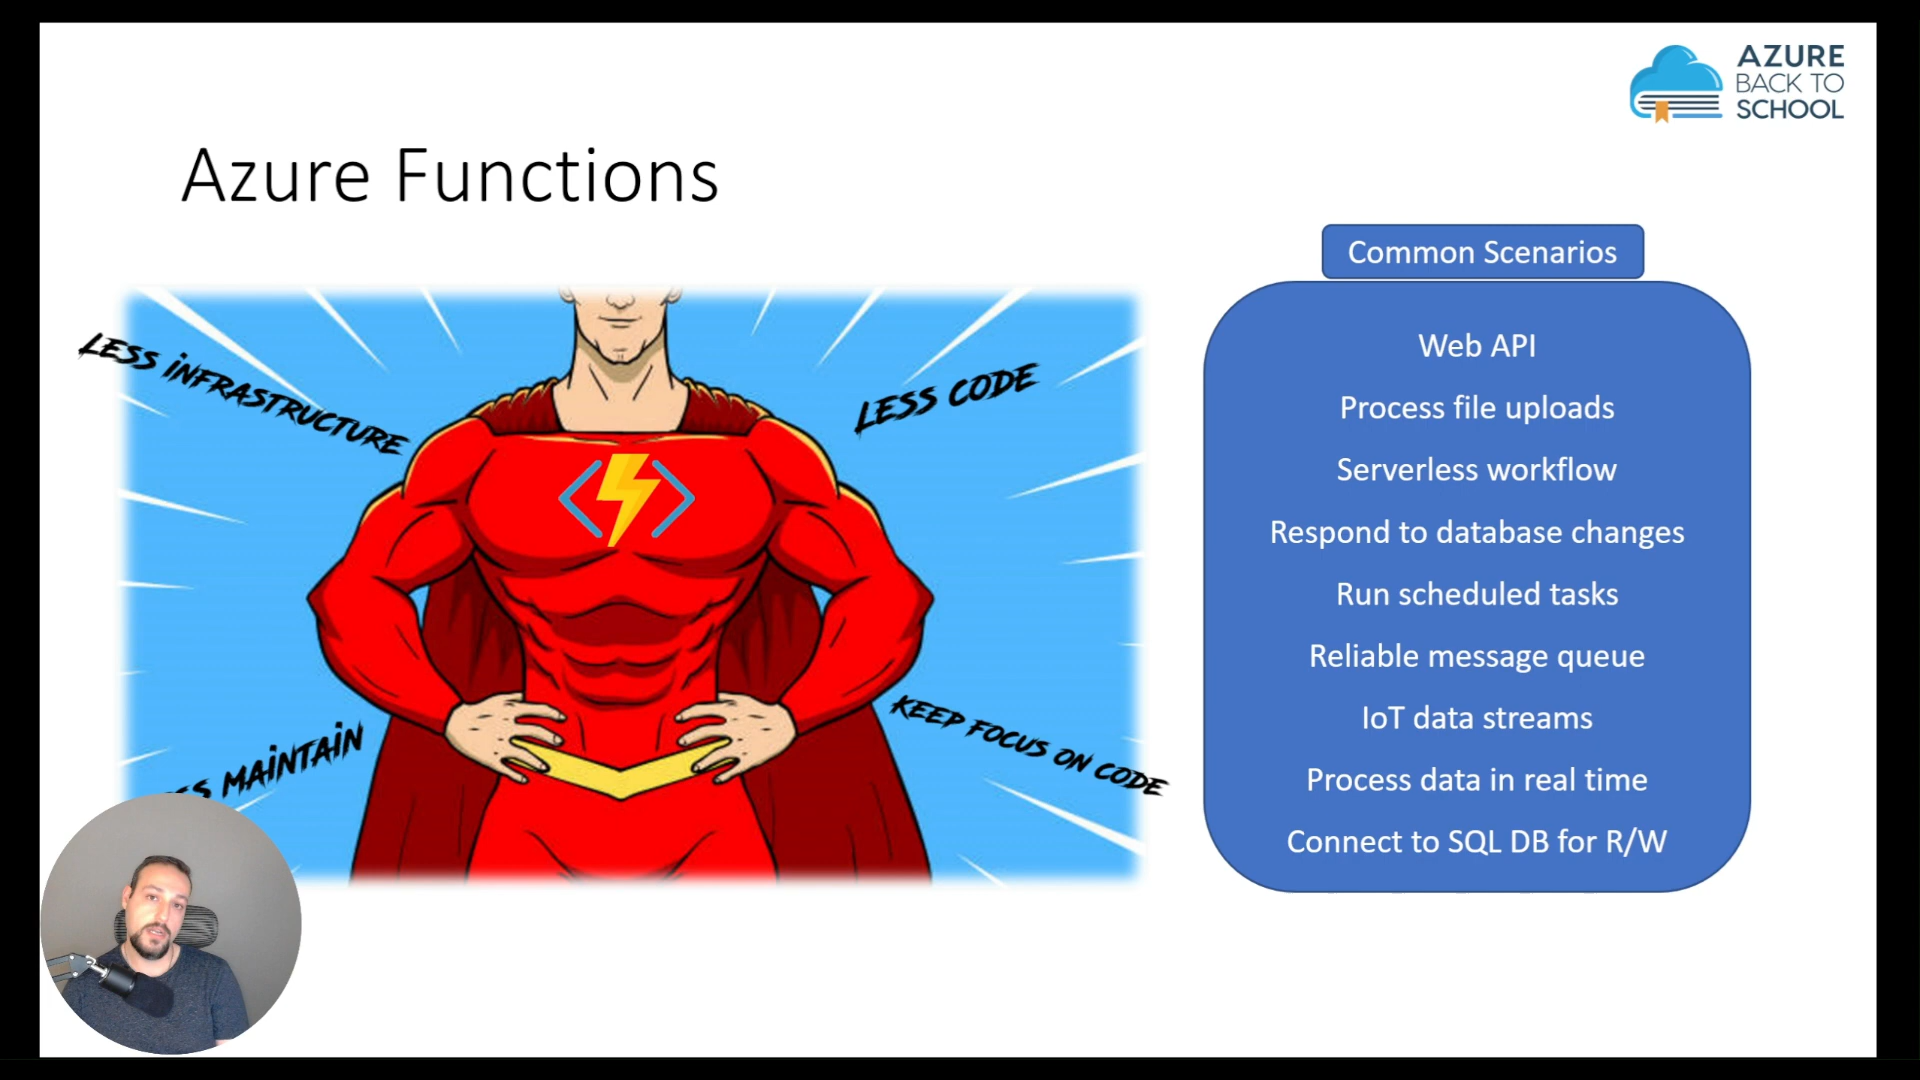 AZURE
BACK TO
SCHOOL
Azure Functions
LESS INFRASTRUCTURE
LESS CODE
MAINTAIN
KEEP FOCUS ON CODE
Common Scenarios
Web API
Process file uploads
Serverless workflow
Respond to database changes
Run scheduled tasks
Reliable message queue
IoT data streams
Process data in real time
Connect to SQL DB for R/W